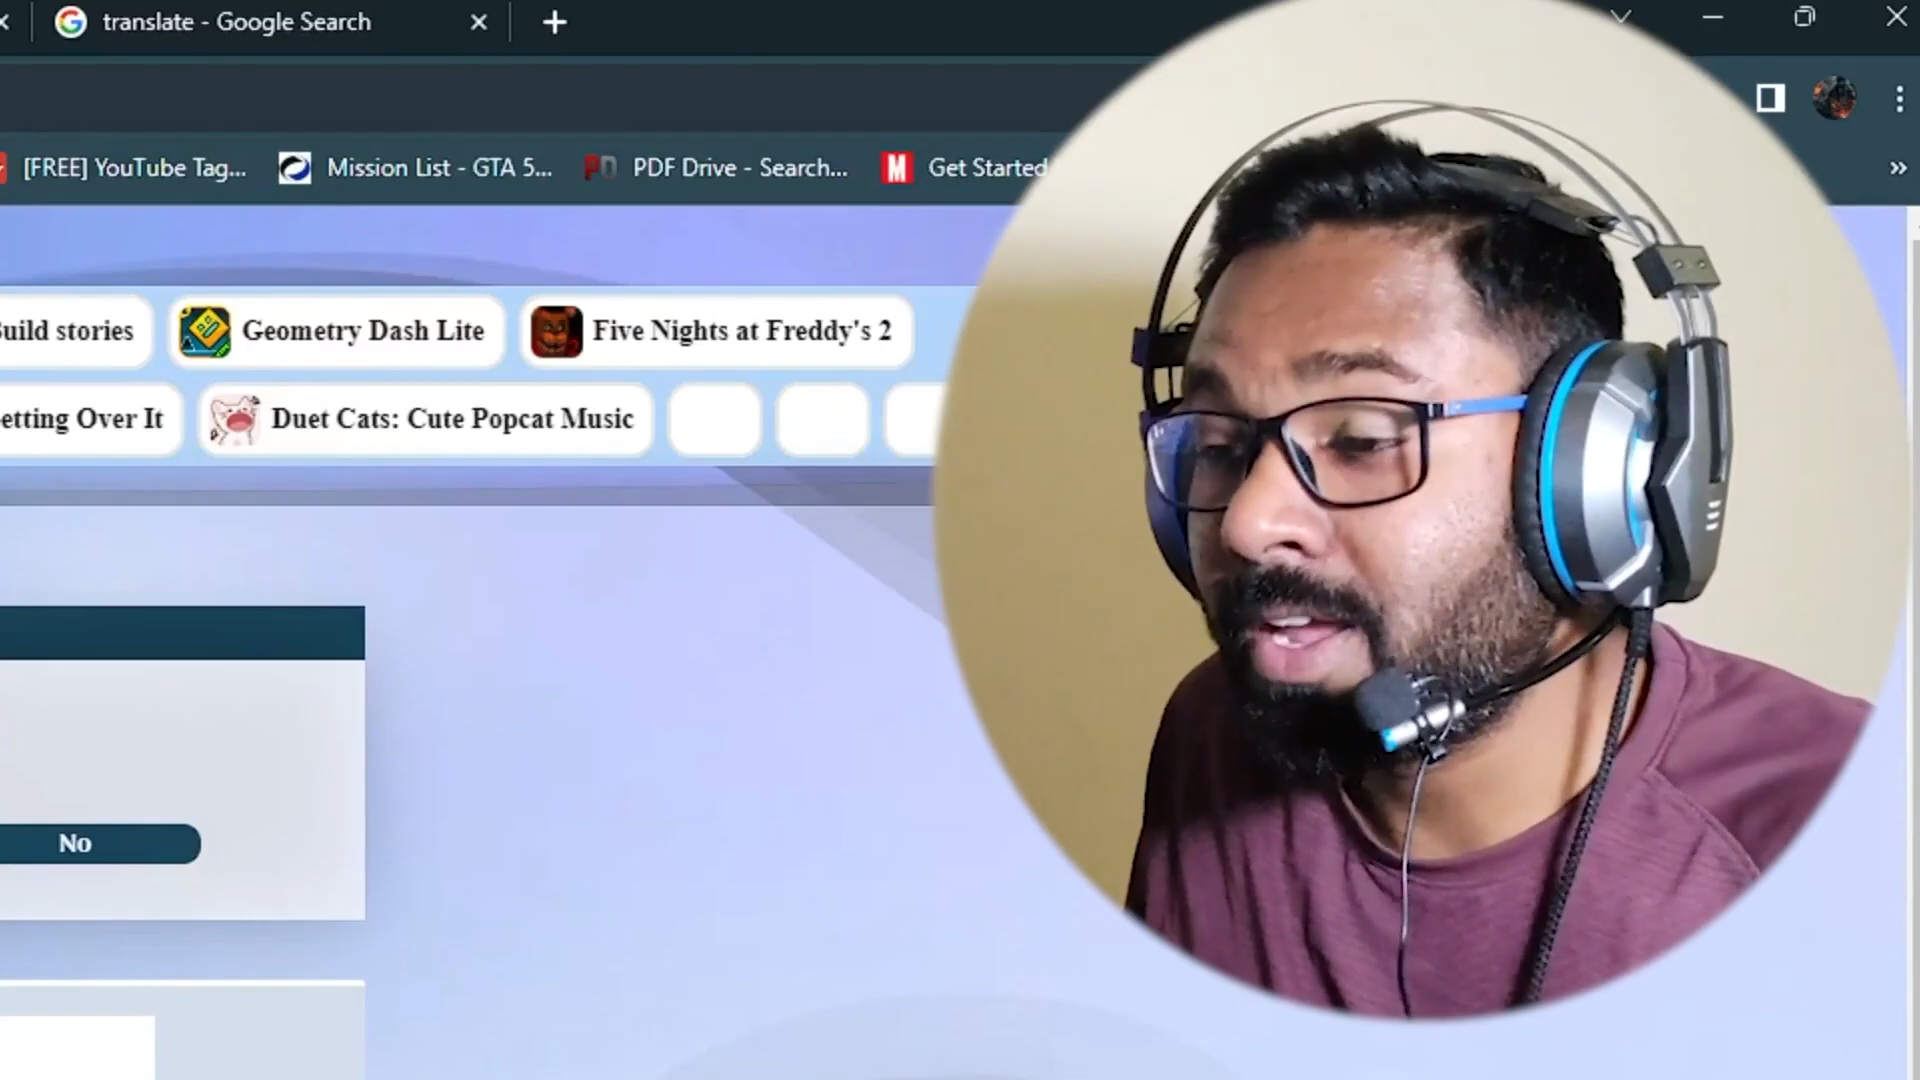 translate - Google Search
[FREE] YouTube Tag...
Mission List - GTA 5...
PDF Drive - Search...
Get Started
uild stories
Geometry Dash Lite
Five Nights at Freddy's 2
etting Over It
Duet Cats: Cute Popcat Music
No